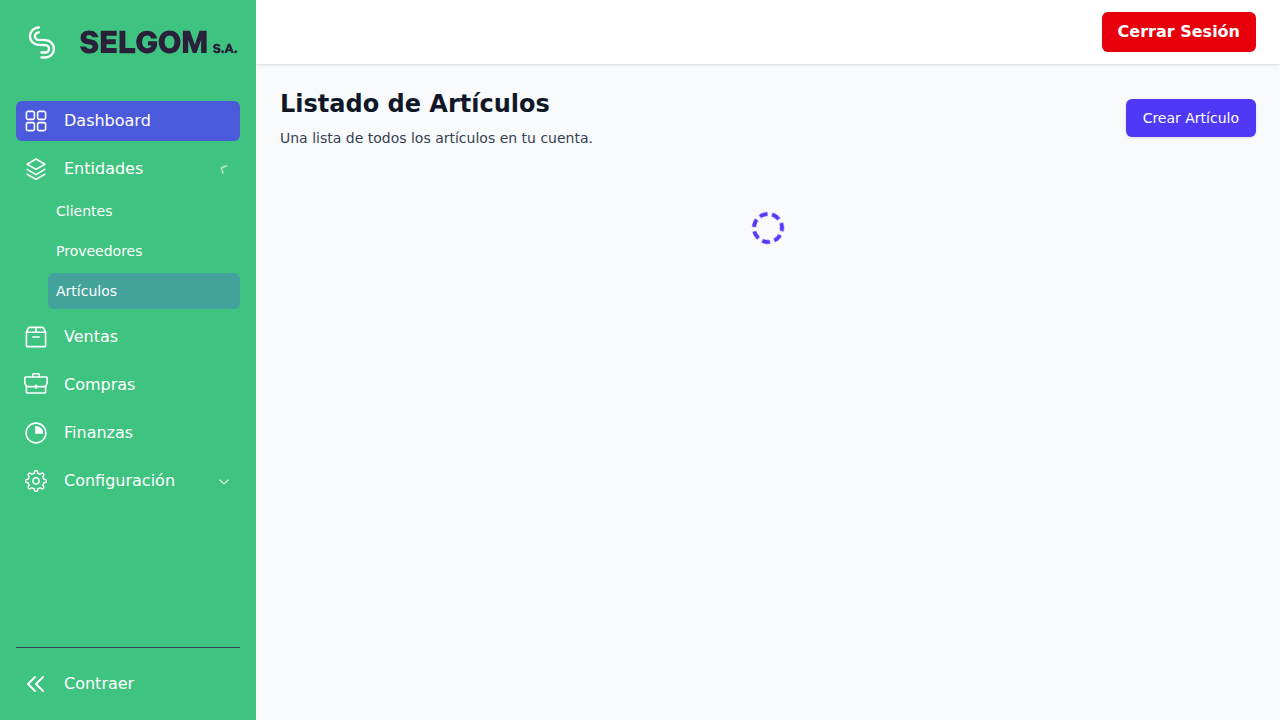 SELGOM S.A.
Cerrar Sesión
Dashboard
Entidades
Clientes
Proveedores
Artículos
Ventas
Compras
Finanzas
Configuración
Contraer
Listado de Artículos
Una lista de todos los artículos en tu cuenta.
Crear Artículo